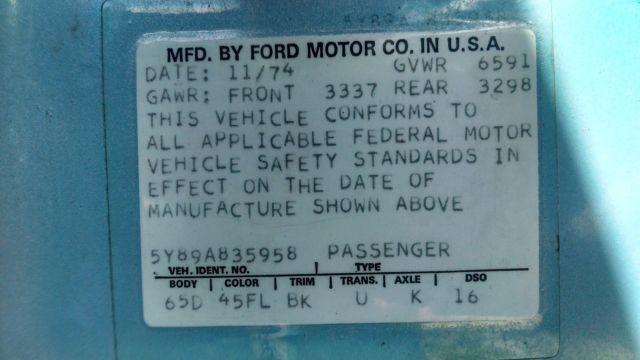 MFD. BY FORD MOTOR CO. IN U.S.A.
DATE: 11/74 GVWR 6591
GAWR: FRONT 3337 REAR 3298
THIS VEHICLE CONFORMS TO
ALL APPLICABLE FEDERAL MOTOR
VEHICLE SAFETY STANDARDS IN
EFFECT ON THE DATE OF
MANUFACTURE SHOWN ABOVE
5Y89A835958 PASSENGER
VEH. IDENT. NO. TYPE
BODY COLOR TRIM TRANS. AXLE DSO
65D 45FL BK U K 16